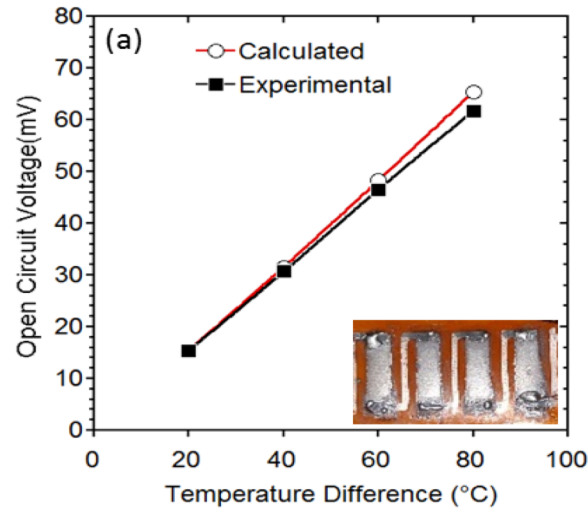 (a)
Calculated
Experimental
Open Circuit Voltage(mV)
80
70
60
50
40
30
20
10
0
0 20 40 60 80 100
Temperature Difference (°C)